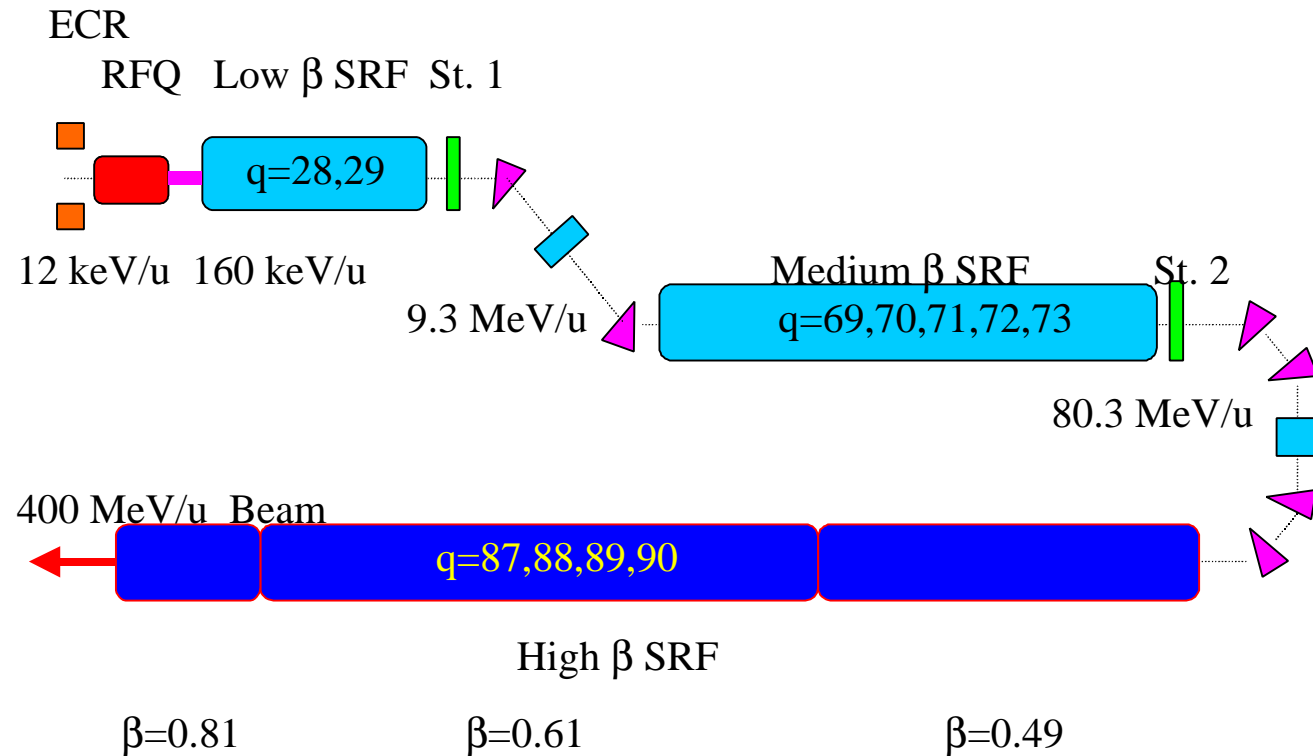 ECR
RFQ Low β SRF St. 1
q=28,29
12 keV/u 160 keV/u
Medium β SRF St. 2
9.3 MeV/u
q=69,70,71,72,73
80.3 MeV/u
400 MeV/u Beam
q=87,88,89,90
High β SRF
β=0.81 β=0.61 β=0.49